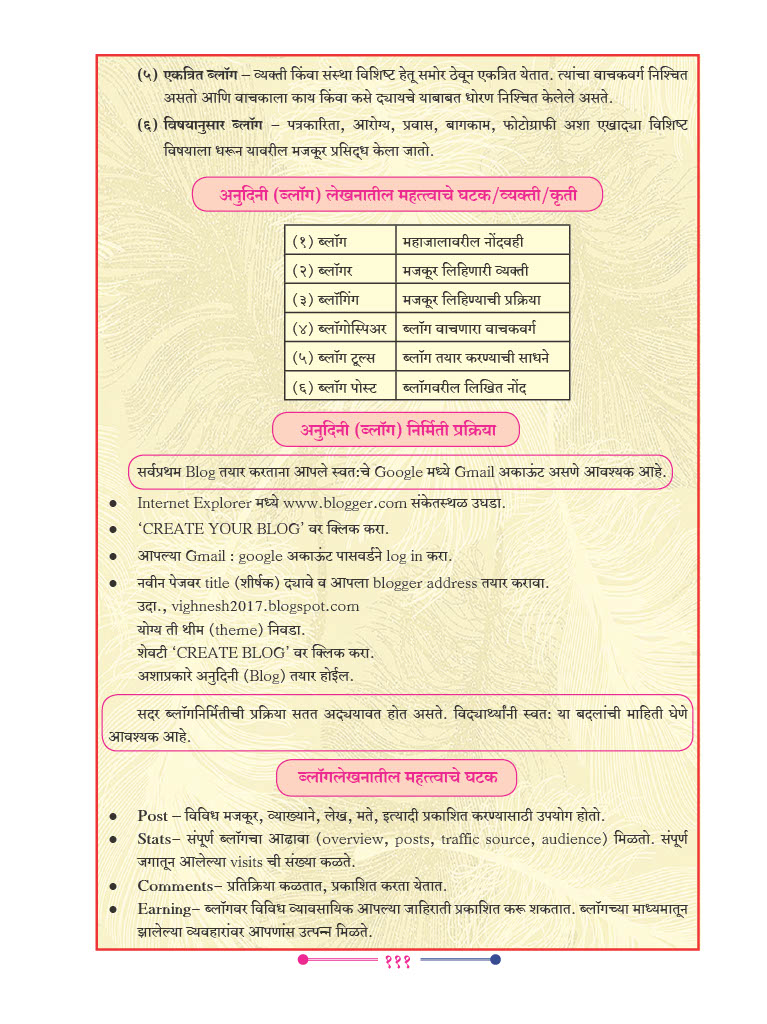 (५) एकत्रित ब्लॉग – व्यक्ती किंवा संस्था विशिष्ट हेतू समोर ठेवून एकत्रित येतात. त्यांचा वाचकवर्ग निश्चित
असतो आणि वाचकाला काय किंवा कसे द्यायचे याबाबत धोरण निश्चित केलेले असते.
(६) विषयानुसार ब्लॉग – पत्रकारिता, आरोग्य, प्रवास, बागकाम, फोटोग्राफी अशा एखाद्या विशिष्ट
विषयाला धरून यावरील मजकूर प्रसिद्ध केला जातो.
अनुदिनी (ब्लॉग) लेखनातील महत्त्वाचे घटक/व्यक्ती/कृती
(१) ब्लॉग महाजालावरील नोंदवही
(२) ब्लॉगर मजकूर लिहिणारी व्यक्ती
(३) ब्लॉगिंग मजकूर लिहिण्याची प्रक्रिया
(४) ब्लॉगोस्पिअर ब्लॉग वाचणारा वाचकवर्ग
(५) ब्लॉग टूल्स ब्लॉग तयार करण्याची साधने
(६) ब्लॉग पोस्ट ब्लॉगवरील लिखित नोंद
अनुदिनी (ब्लॉग) निर्मिती प्रक्रिया
सर्वप्रथम Blog तयार करताना आपले स्वतःचे Google मध्ये Gmail अकाऊंट असणे आवश्यक आहे.
● Internet Explorer मध्ये www.blogger.com संकेतस्थळ उघडा.
● ‘CREATE YOUR BLOG’ वर क्लिक करा.
● आपल्या Gmail : google अकाऊंट पासवर्डने log in करा.
● नवीन पेजवर title (शीर्षक) द्यावे व आपला blogger address तयार करावा.
उदा., vighnesh2017.blogspot.com
योग्य ती थीम (theme) निवडा.
शेवटी ‘CREATE BLOG’ वर क्लिक करा.
अशाप्रकारे अनुदिनी (Blog) तयार होईल.
सदर ब्लॉगनिर्मितीची प्रक्रिया सतत अद्ययावत होत असते. विद्यार्थ्यांनी स्वतः या बदलांची माहिती घेणे
आवश्यक आहे.
ब्लॉगलेखनातील महत्त्वाचे घटक
● Post – विविध मजकूर, व्याख्याने, लेख, मते, इत्यादी प्रकाशित करण्यासाठी उपयोग होतो.
● Stats– संपूर्ण ब्लॉगचा आढावा (overview, posts, traffic source, audience) मिळतो. संपूर्ण
जगातून आलेल्या visits ची संख्या कळते.
● Comments– प्रतिक्रिया कळतात, प्रकाशित करता येतात.
● Earning– ब्लॉगवर विविध व्यावसायिक आपल्या जाहिराती प्रकाशित करू शकतात. ब्लॉगच्या माध्यमातून
झालेल्या व्यवहारांवर आपणांस उत्पन्न मिळते.
१११